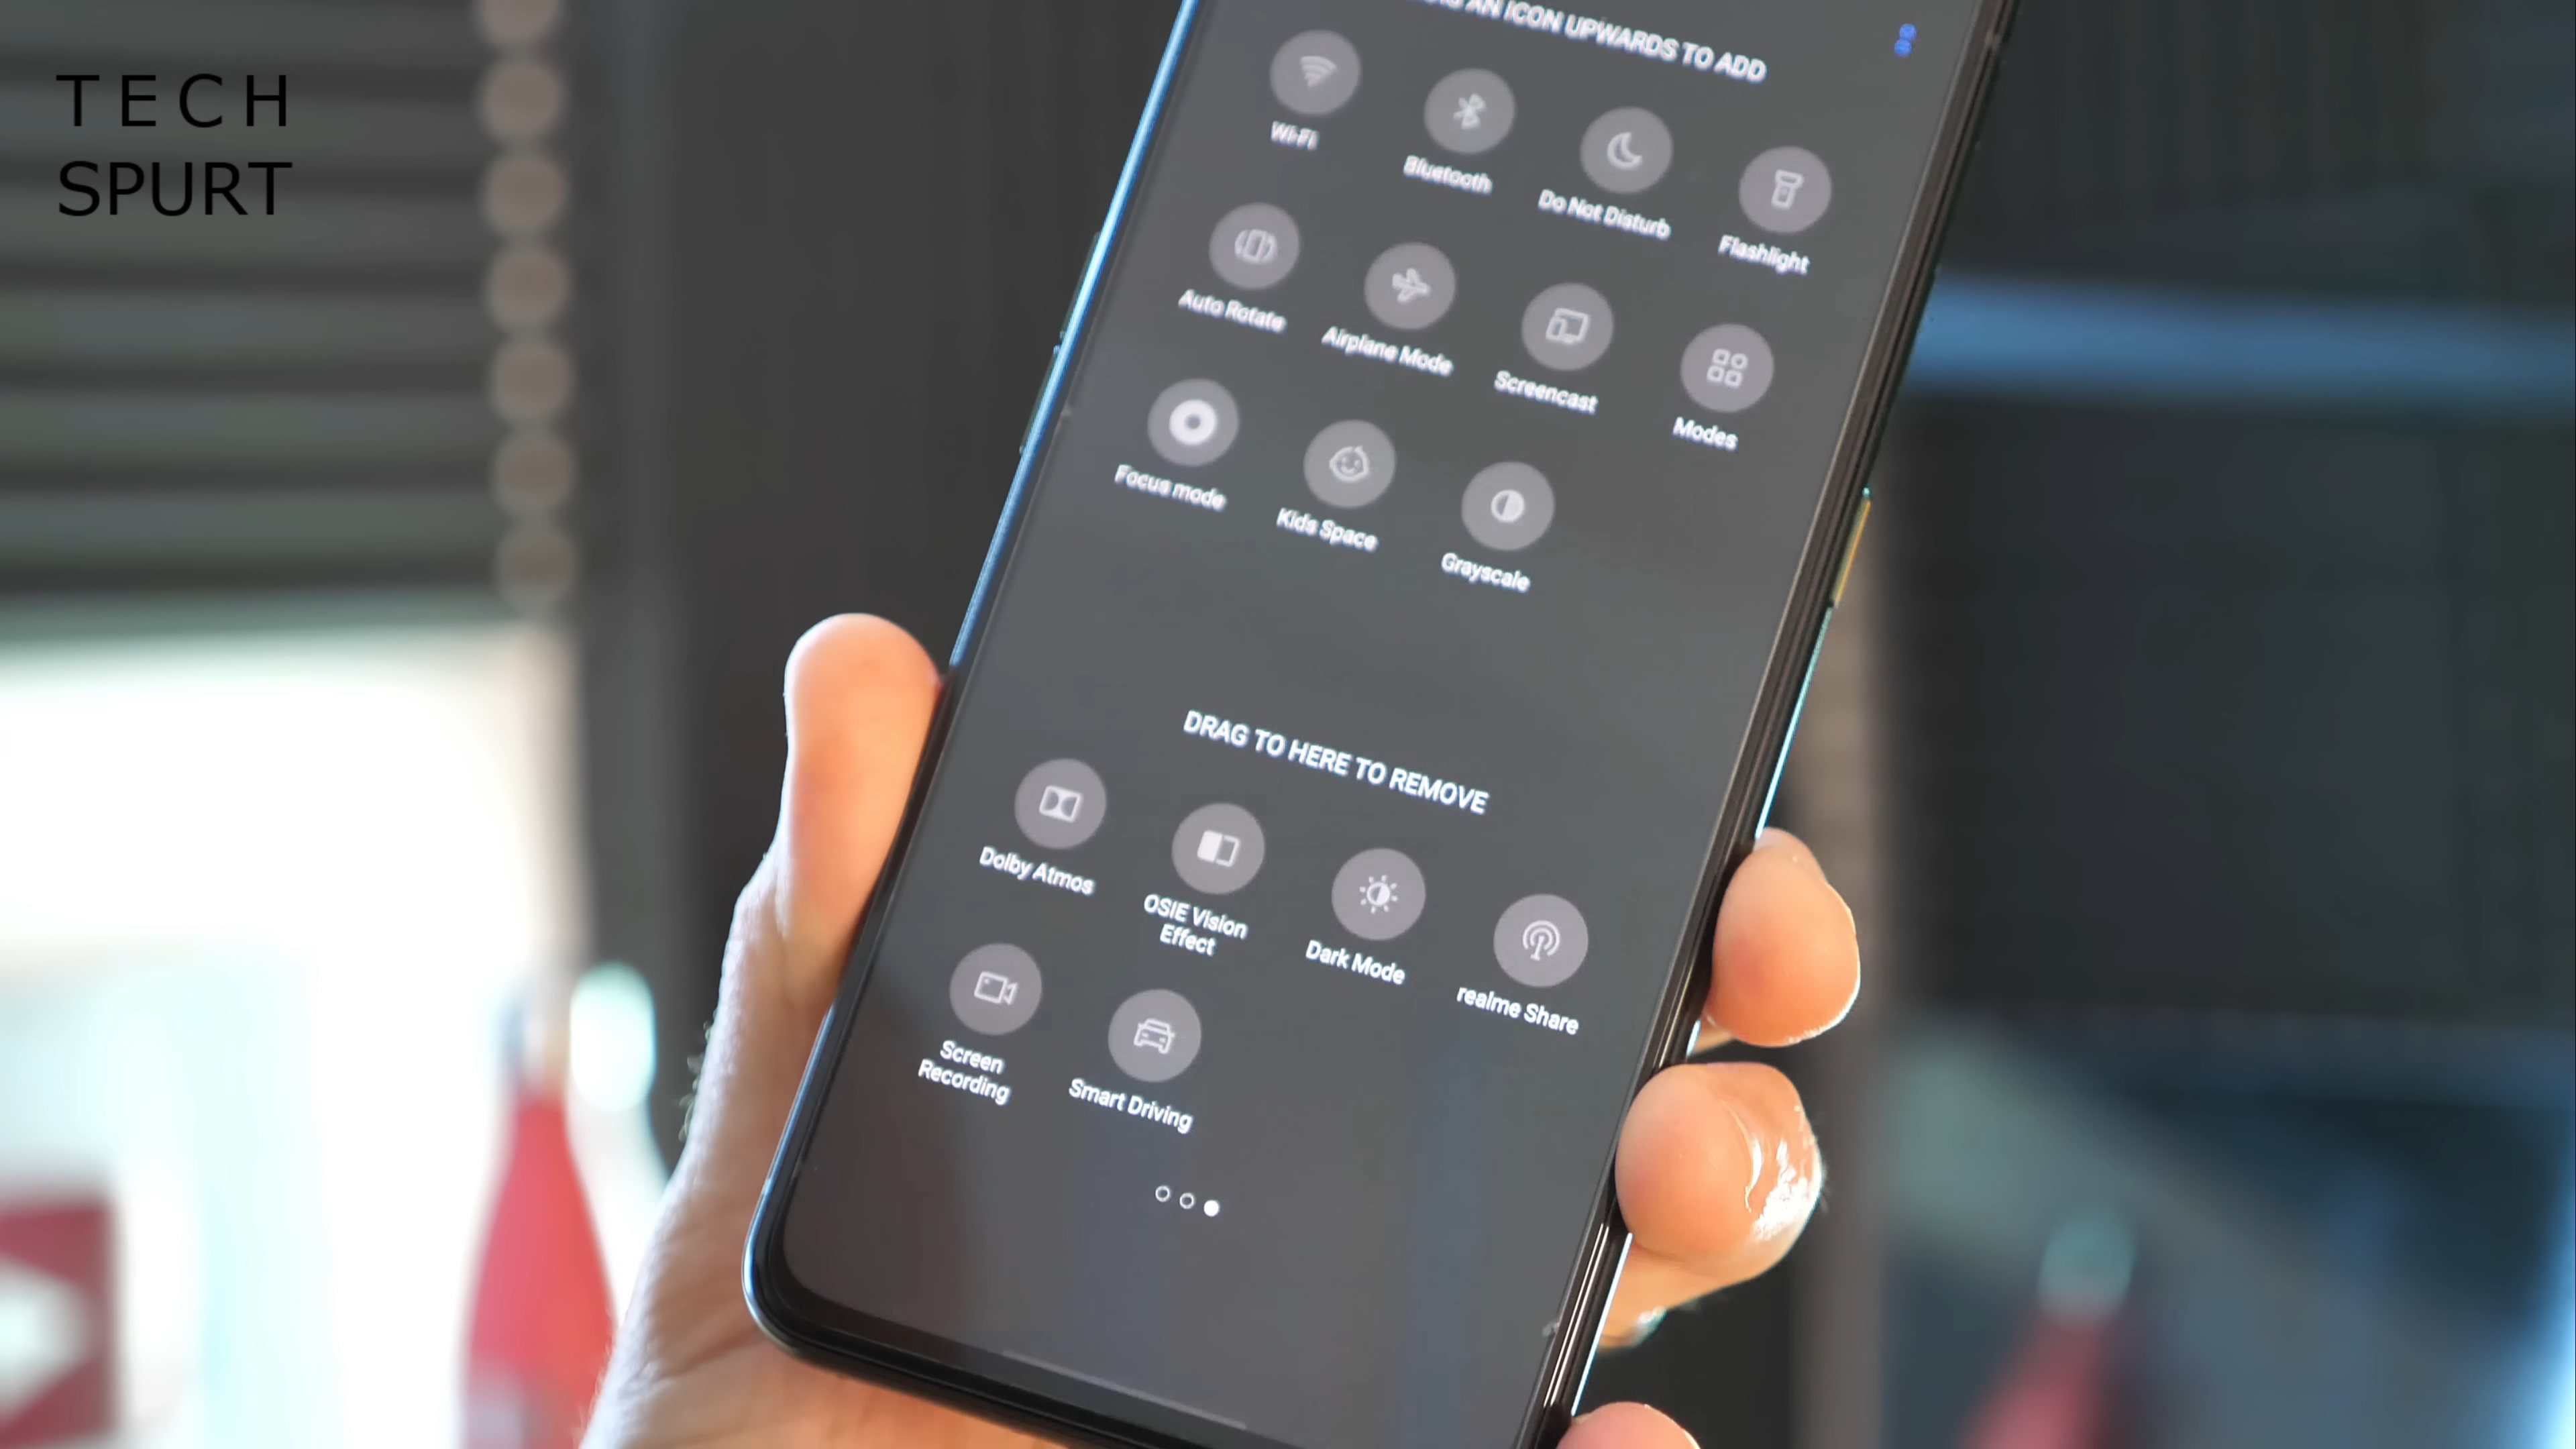 TECH
SPURT
AN ICON UPWARDS TO ADD
Wi-Fi
Bluetooth
Do Not Disturb
Flashlight
Auto Rotate
Airplane Mode
Screencast
Modes
Focus mode
Kids Space
Grayscale
DRAG TO HERE TO REMOVE
Dolby Atmos
OSIE Vision
Effect
Dark Mode
realme Share
Screen
Recording
Smart Driving